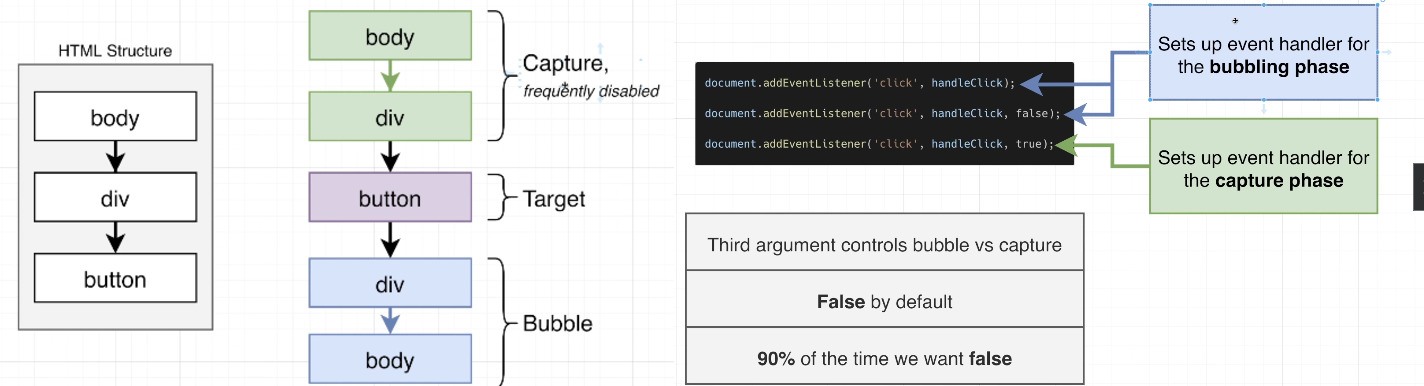 HTML Structure
body
div
button
body
div
button
div
body
Capture,
frequently disabled
Target
Bubble
document.addEventListener('click', handleClick);
document.addEventListener('click', handleClick, false);
document.addEventListener('click', handleClick, true);
Sets up event handler for
the bubbling phase
Sets up event handler for
the capture phase
Third argument controls bubble vs capture
False by default
90% of the time we want false